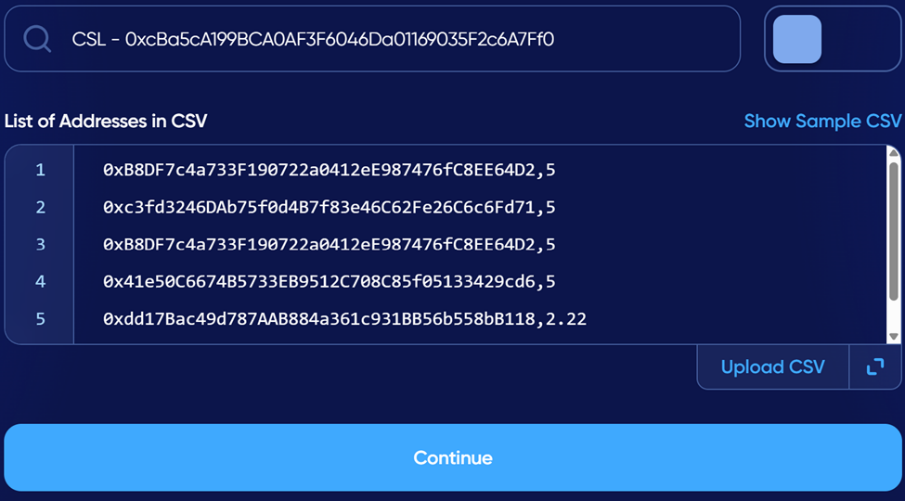 CSL - 0xcBa5cA199BCA0AF3F6046Da01169035F2c6A7Ff0
List of Addresses in CSV
Show Sample CSV
1 0xB8DF7c4a733F190722a0412eE987476fC8EE64D2,5
2 0xc3fd3246DAb75f0d4B7f83e46C62Fe26C6c6Fd71,5
3 0xB8DF7c4a733F190722a0412eE987476fC8EE64D2,5
4 0x41e50C6674B5733EB9512C708C85f05133429cd6,5
5 0xdd17Bac49d787AAB884a361c931BB56b558bB118,2.22
Upload CSV
Continue